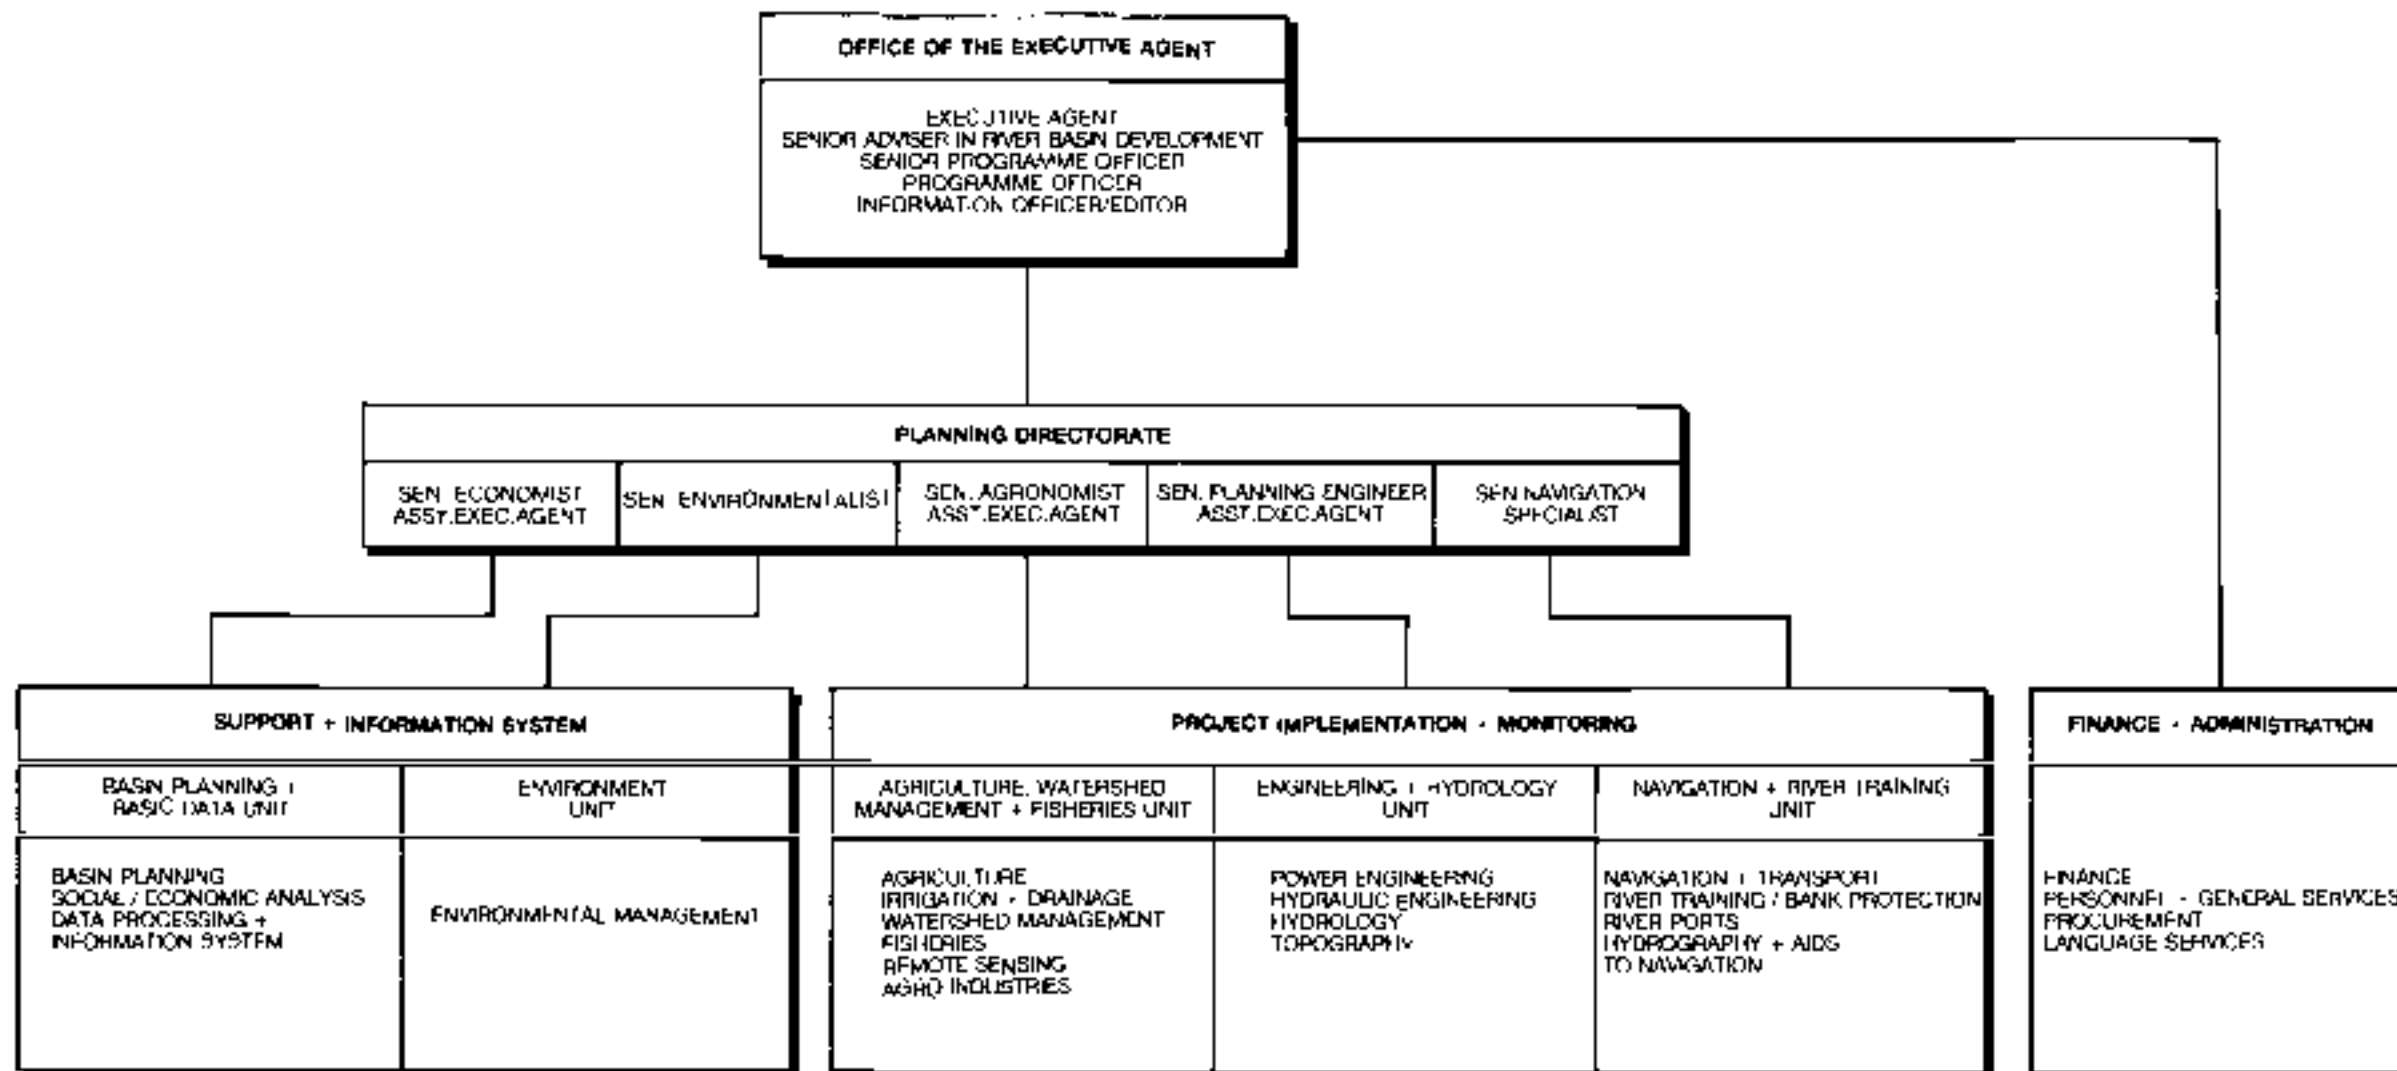 OFFICE OF THE EXECUTIVE AGENT
EXECUTIVE AGENT
SENIOR ADVISER IN RIVER BASIN DEVELOPMENT
SENIOR PROGRAMME OFFICER
PROGRAMME OFFICER
INFORMATION OFFICER/EDITOR
PLANNING DIRECTORATE
SEN. ECONOMIST
ASST.EXEC.AGENT
SEN. ENVIRONMENTALIST
SEN. AGRONOMIST
ASST.EXEC.AGENT
SEN. PLANNING ENGINEER
ASST.EXEC.AGENT
SEN.NAVIGATION
SPECIALIST
SUPPORT + INFORMATION SYSTEM
BASIN PLANNING +
BASIC DATA UNIT
ENVIRONMENT
UNIT
BASIN PLANNING
SOCIAL / ECONOMIC ANALYSIS
DATA PROCESSING +
INFORMATION SYSTEM
ENVIRONMENTAL MANAGEMENT
PROJECT IMPLEMENTATION + MONITORING
AGRICULTURE, WATERSHED
MANAGEMENT + FISHERIES UNIT
ENGINEERING + HYDROLOGY
UNIT
NAVIGATION + RIVER TRAINING
UNIT
AGRICULTURE
IRRIGATION + DRAINAGE
WATERSHED MANAGEMENT
FISHERIES
REMOTE SENSING
AGRO INDUSTRIES
POWER ENGINEERING
HYDRAULIC ENGINEERING
HYDROLOGY
TOPOGRAPHY
NAVIGATION + TRANSPORT
RIVER TRAINING / BANK PROTECTION
RIVER PORTS
HYDROGRAPHY + AIDS
TO NAVIGATION
FINANCE + ADMINISTRATION
FINANCE
PERSONNEL + GENERAL SERVICES
PROCUREMENT
LANGUAGE SERVICES